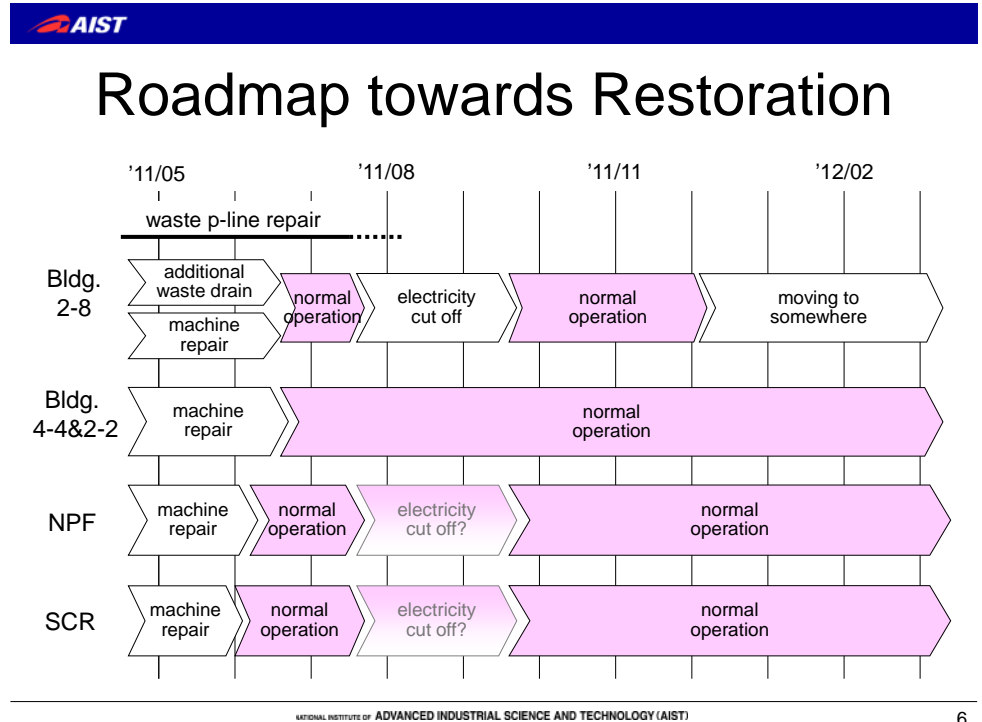 AIST
Roadmap towards Restoration
’11/05 ’11/08 ’11/11 ’12/02
waste p-line repair
Bldg.
2-8
additional
waste drain
machine
repair
normal
operation
electricity
cut off
normal
operation
moving to
somewhere
Bldg.
4-4&2-2
machine
repair
normal
operation
NPF
machine
repair
normal
operation
electricity
cut off?
normal
operation
SCR
machine
repair
normal
operation
electricity
cut off?
normal
operation
NATIONAL INSTITUTE OF ADVANCED INDUSTRIAL SCIENCE AND TECHNOLOGY (AIST)
6